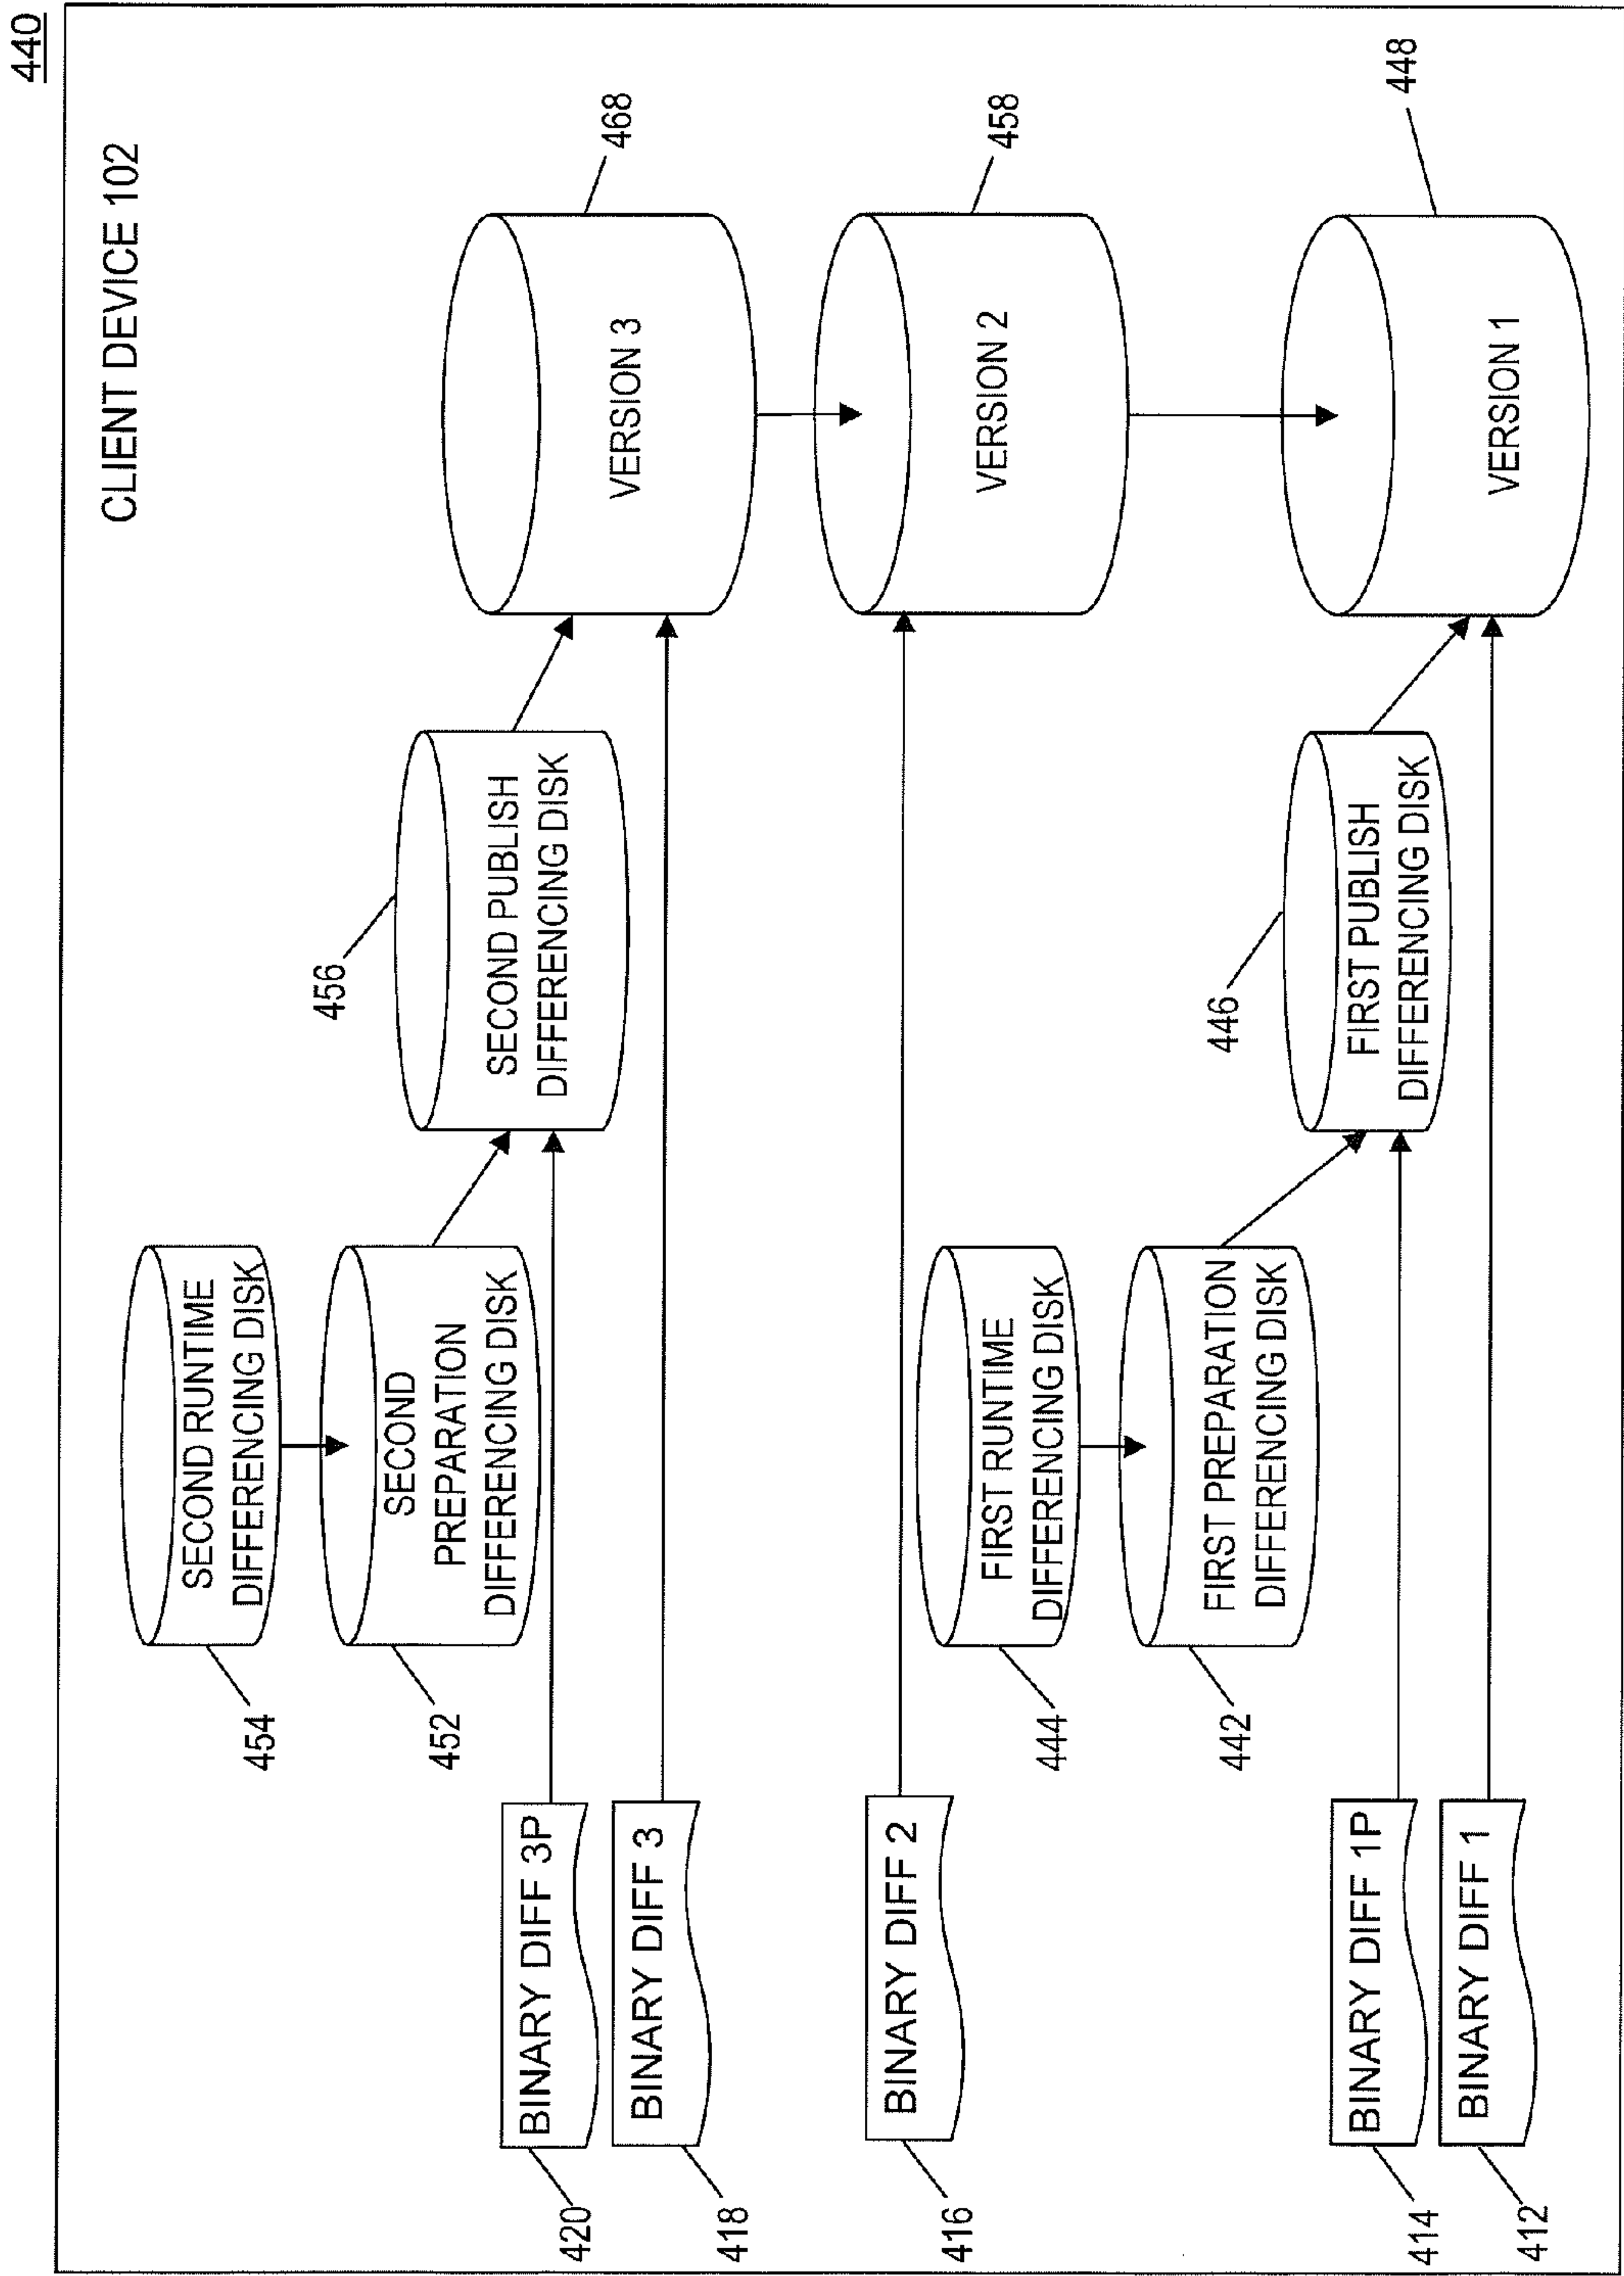 440
CLIENT DEVICE 102
454
SECOND RUNTIME
DIFFERENCING DISK
452
SECOND
PREPARATION
DIFFERENCING DISK
456
SECOND PUBLISH
DIFFERENCING DISK
468
VERSION 3
420
BINARY DIFF 3P
418
BINARY DIFF 3
416
BINARY DIFF 2
458
VERSION 2
444
FIRST RUNTIME
DIFFERENCING DISK
442
FIRST PREPARATION
DIFFERENCING DISK
446
FIRST PUBLISH
DIFFERENCING DISK
448
VERSION 1
414
BINARY DIFF 1P
412
BINARY DIFF 1